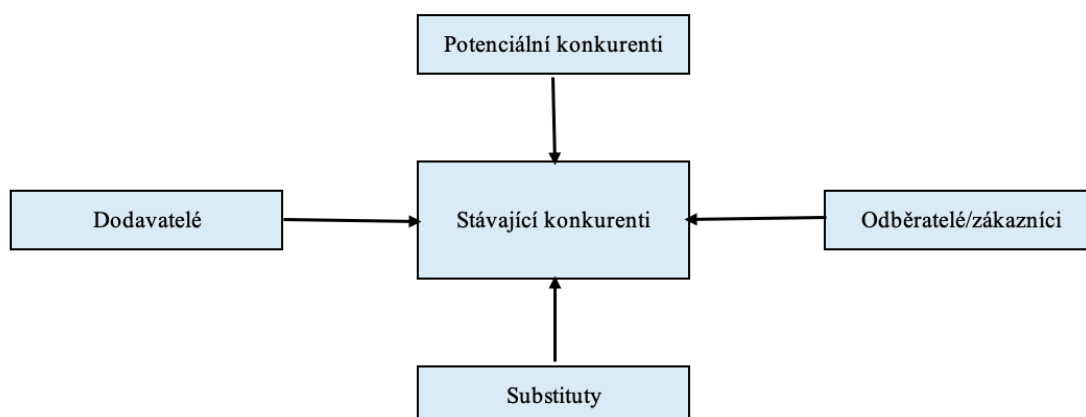 Potenciální konkurenti
Dodavatelé
Stávající konkurenti
Odběratelé/zákazníci
Substituty